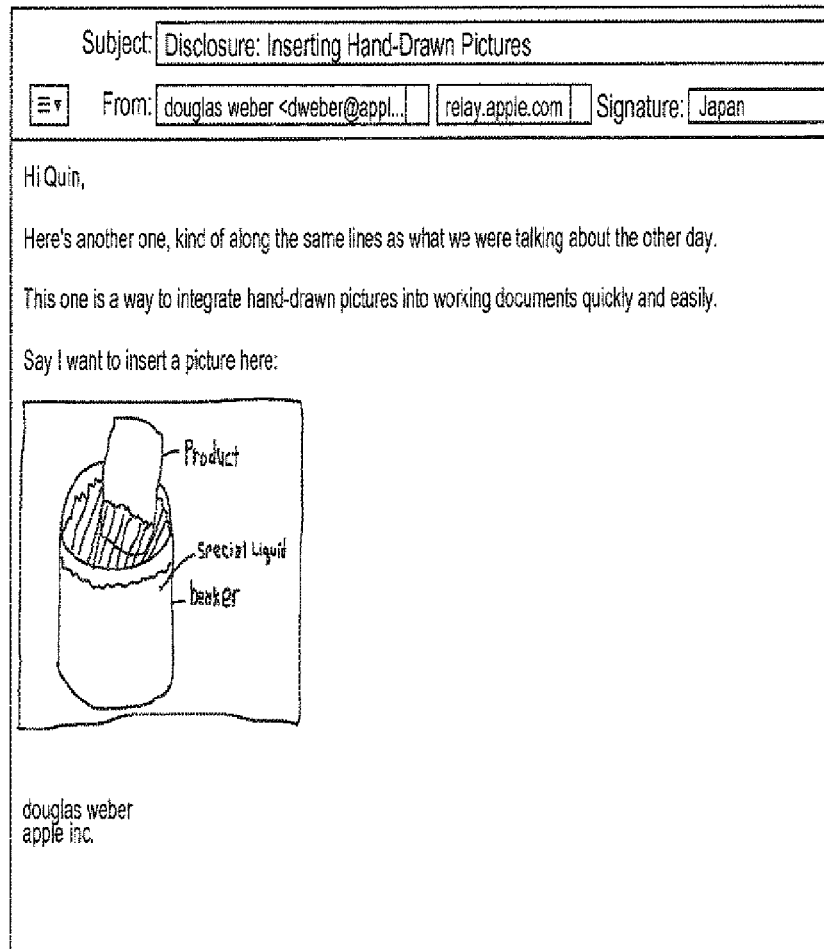 Subject: Disclosure: Inserting Hand-Drawn Pictures
From: douglas weber <dweber@appl... relay.apple.com Signature: Japan
Hi Quin,
Here's another one, kind of along the same lines as what we were talking about the other day.
This one is a way to integrate hand-drawn pictures into working documents quickly and easily.
Say I want to insert a picture here:
Product
Special Liquid
beaker
douglas weber
apple inc.